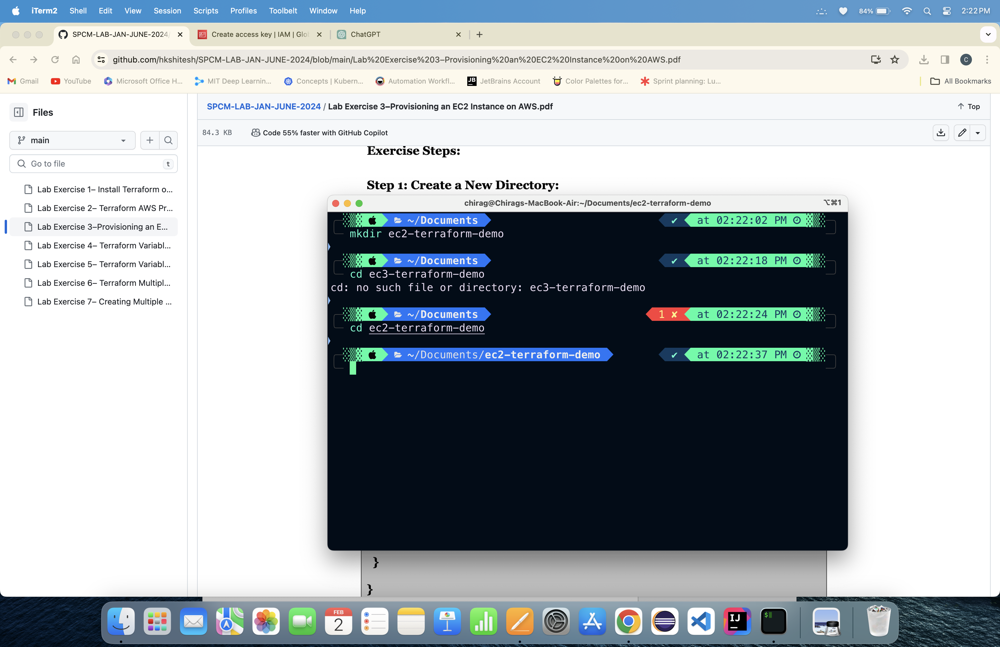 iTerm2 Shell Edit View Session Scripts Profiles Toolbelt Window Help 84% 2:22 PM
SPCM-LAB-JAN-JUNE-2024/ Create access key | IAM | Glo ChatGPT
github.com/hkshitesh/SPCM-LAB-JAN-JUNE-2024/blob/main/Lab%20Exercise%203–Provisioning%20an%20EC2%20Instance%20on%20AWS.pdf C
Gmail YouTube Microsoft Office H... MIT Deep Learnin... Concepts | Kubern... Automation Workfl... JB JetBrains Account Color Palettes for... Sprint planning: Lu... All Bookmarks
Files
main
Go to file t
Lab Exercise 1– Install Terraform o...
Lab Exercise 2– Terraform AWS Pr...
Lab Exercise 3–Provisioning an E...
Lab Exercise 4– Terraform Variabl...
Lab Exercise 5– Terraform Variabl...
Lab Exercise 6– Terraform Multipl...
Lab Exercise 7– Creating Multiple ...
SPCM-LAB-JAN-JUNE-2024 / Lab Exercise 3–Provisioning an EC2 Instance on AWS.pdf Top
84.3 KB Code 55% faster with GitHub Copilot
Exercise Steps:
Step 1: Create a New Directory:
chirag@Chirags-MacBook-Air:~/Documents/ec2-terraform-demo ⌥⌘1
~/Documents ✔ at 02:22:02 PM
mkdir ec2-terraform-demo
~/Documents ✔ at 02:22:18 PM
cd ec3-terraform-demo
cd: no such file or directory: ec3-terraform-demo
~/Documents 1 ✘ at 02:22:24 PM
cd ec2-terraform-demo
~/Documents/ec2-terraform-demo ✔ at 02:22:37 PM
}
}
FEB
2
IJ
$